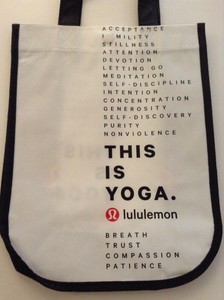 ACCEPTANCE
STILLNESS
ATTENTION
DEVOTION
LETTING GO
MEDITATION
SELF-DISCIPLINE
INTENTION
CONCENTRATION
GENEROSITY
SELF-DISCOVERY
PURITY
NONVIOLENCE
THIS
IS
YOGA.
lululemon
BREATH
TRUST
COMPASSION
PATIENCE